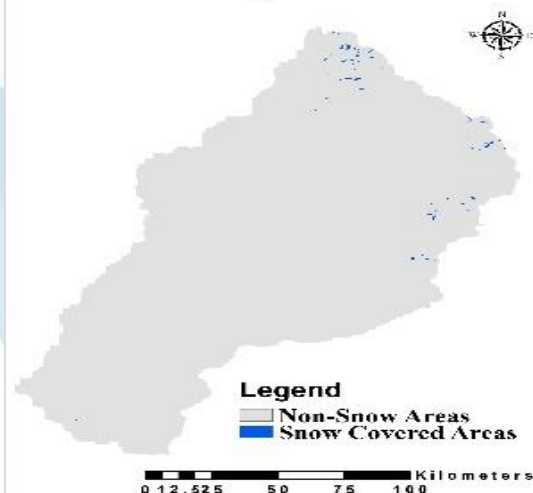 N
W E
S
Legend
Non-Snow Areas
Snow Covered Areas
Kilometers
0 12.525 50 75 100